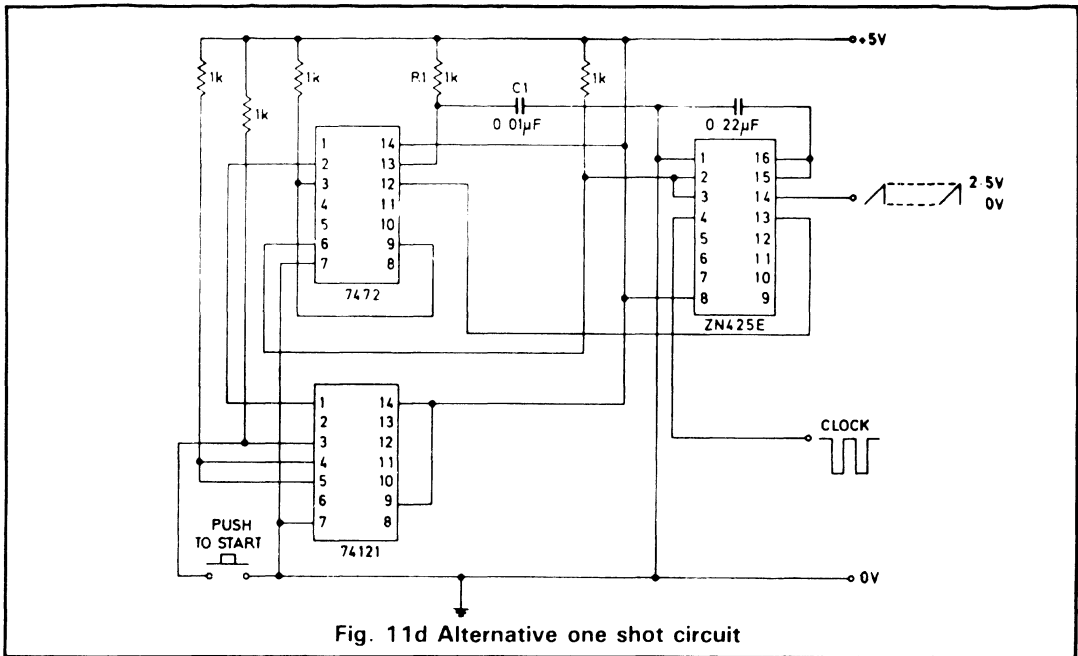 +5V
1k
1k
1k
R1 1k
1k
C1
0 01µF
0 22µF
1 14
2 13
3 12
4 11
5 10
6 9
7 8
7472
1 16
2 15
3 14
4 13
5 12
6 11
7 10
8 9
ZN425E
2 5V
0V
1 14
2 13
3 12
4 11
5 10
6 9
7 8
74121
PUSH
TO START
CLOCK
0V
Fig. 11d Alternative one shot circuit